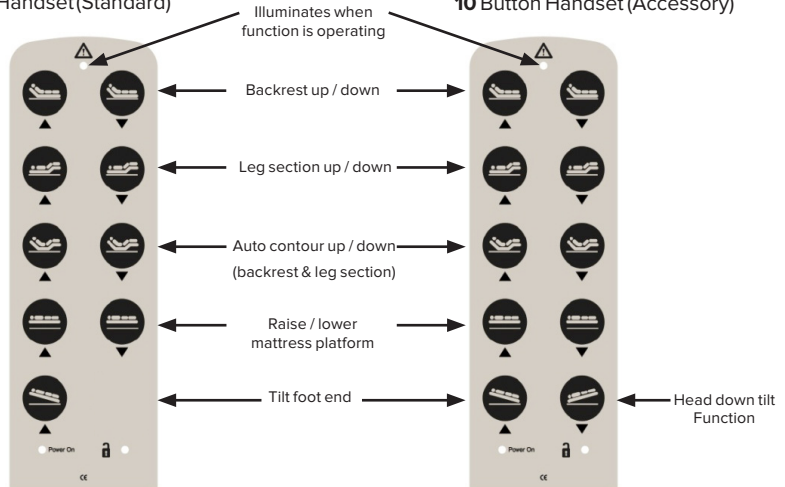 Handset (Standard)
10 Button Handset (Accessory)
Illuminates when
function is operating
Backrest up / down
Leg section up / down
Auto contour up / down
(backrest & leg section)
Raise / lower
mattress platform
Tilt foot end
Head down tilt
Function
Power On
Power On
CE
CE